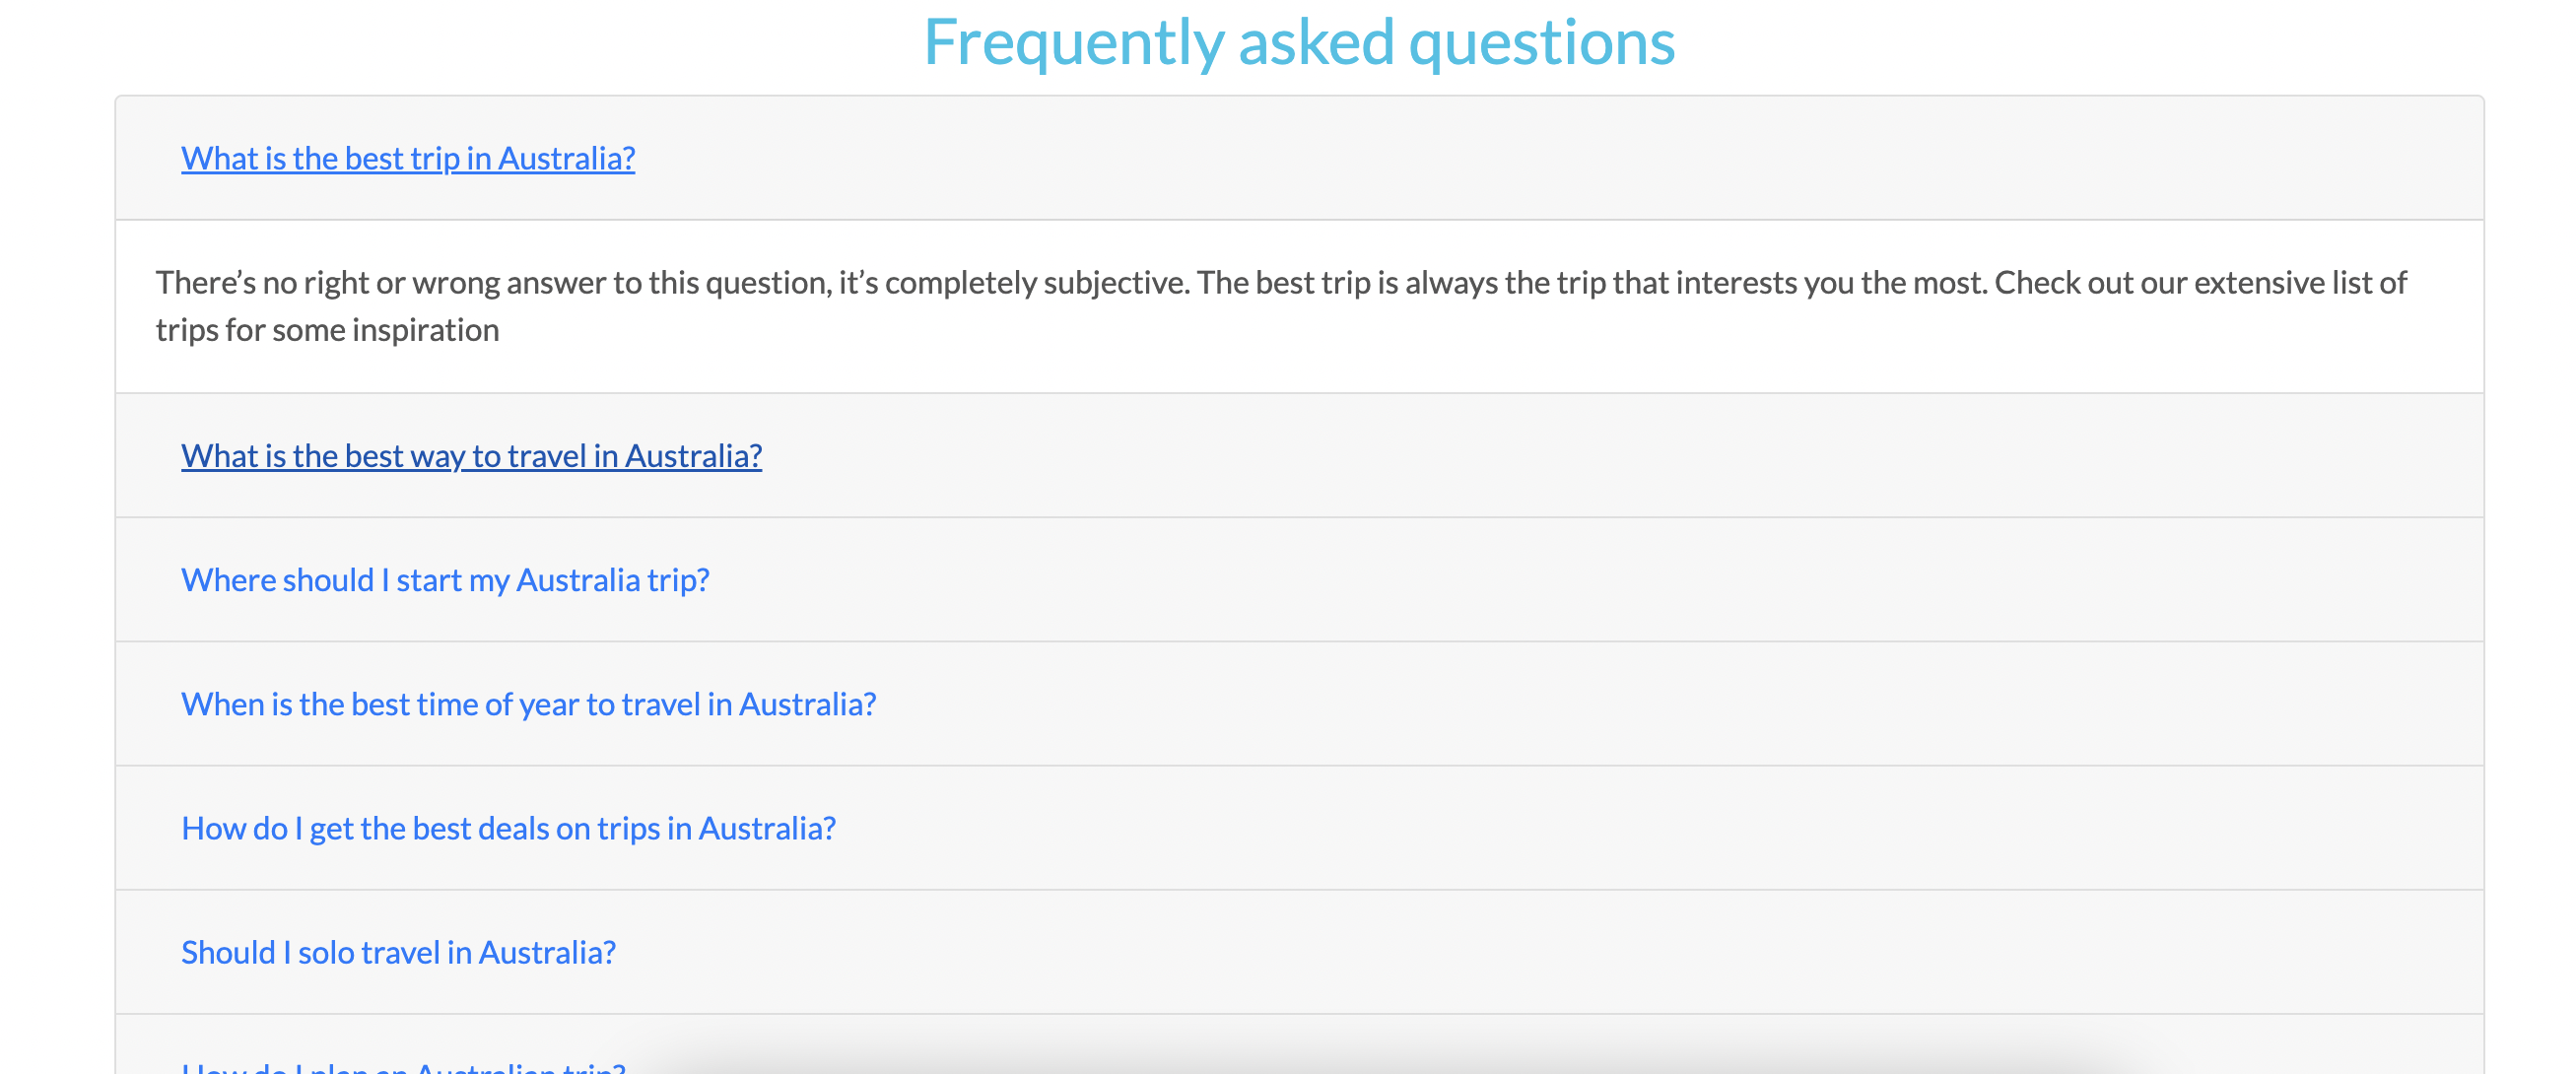 Frequently asked questions
What is the best trip in Australia?
There’s no right or wrong answer to this question, it’s completely subjective. The best trip is always the trip that interests you the most. Check out our extensive list of
trips for some inspiration
What is the best way to travel in Australia?
Where should I start my Australia trip?
When is the best time of year to travel in Australia?
How do I get the best deals on trips in Australia?
Should I solo travel in Australia?
How do I plan an Australian trip?